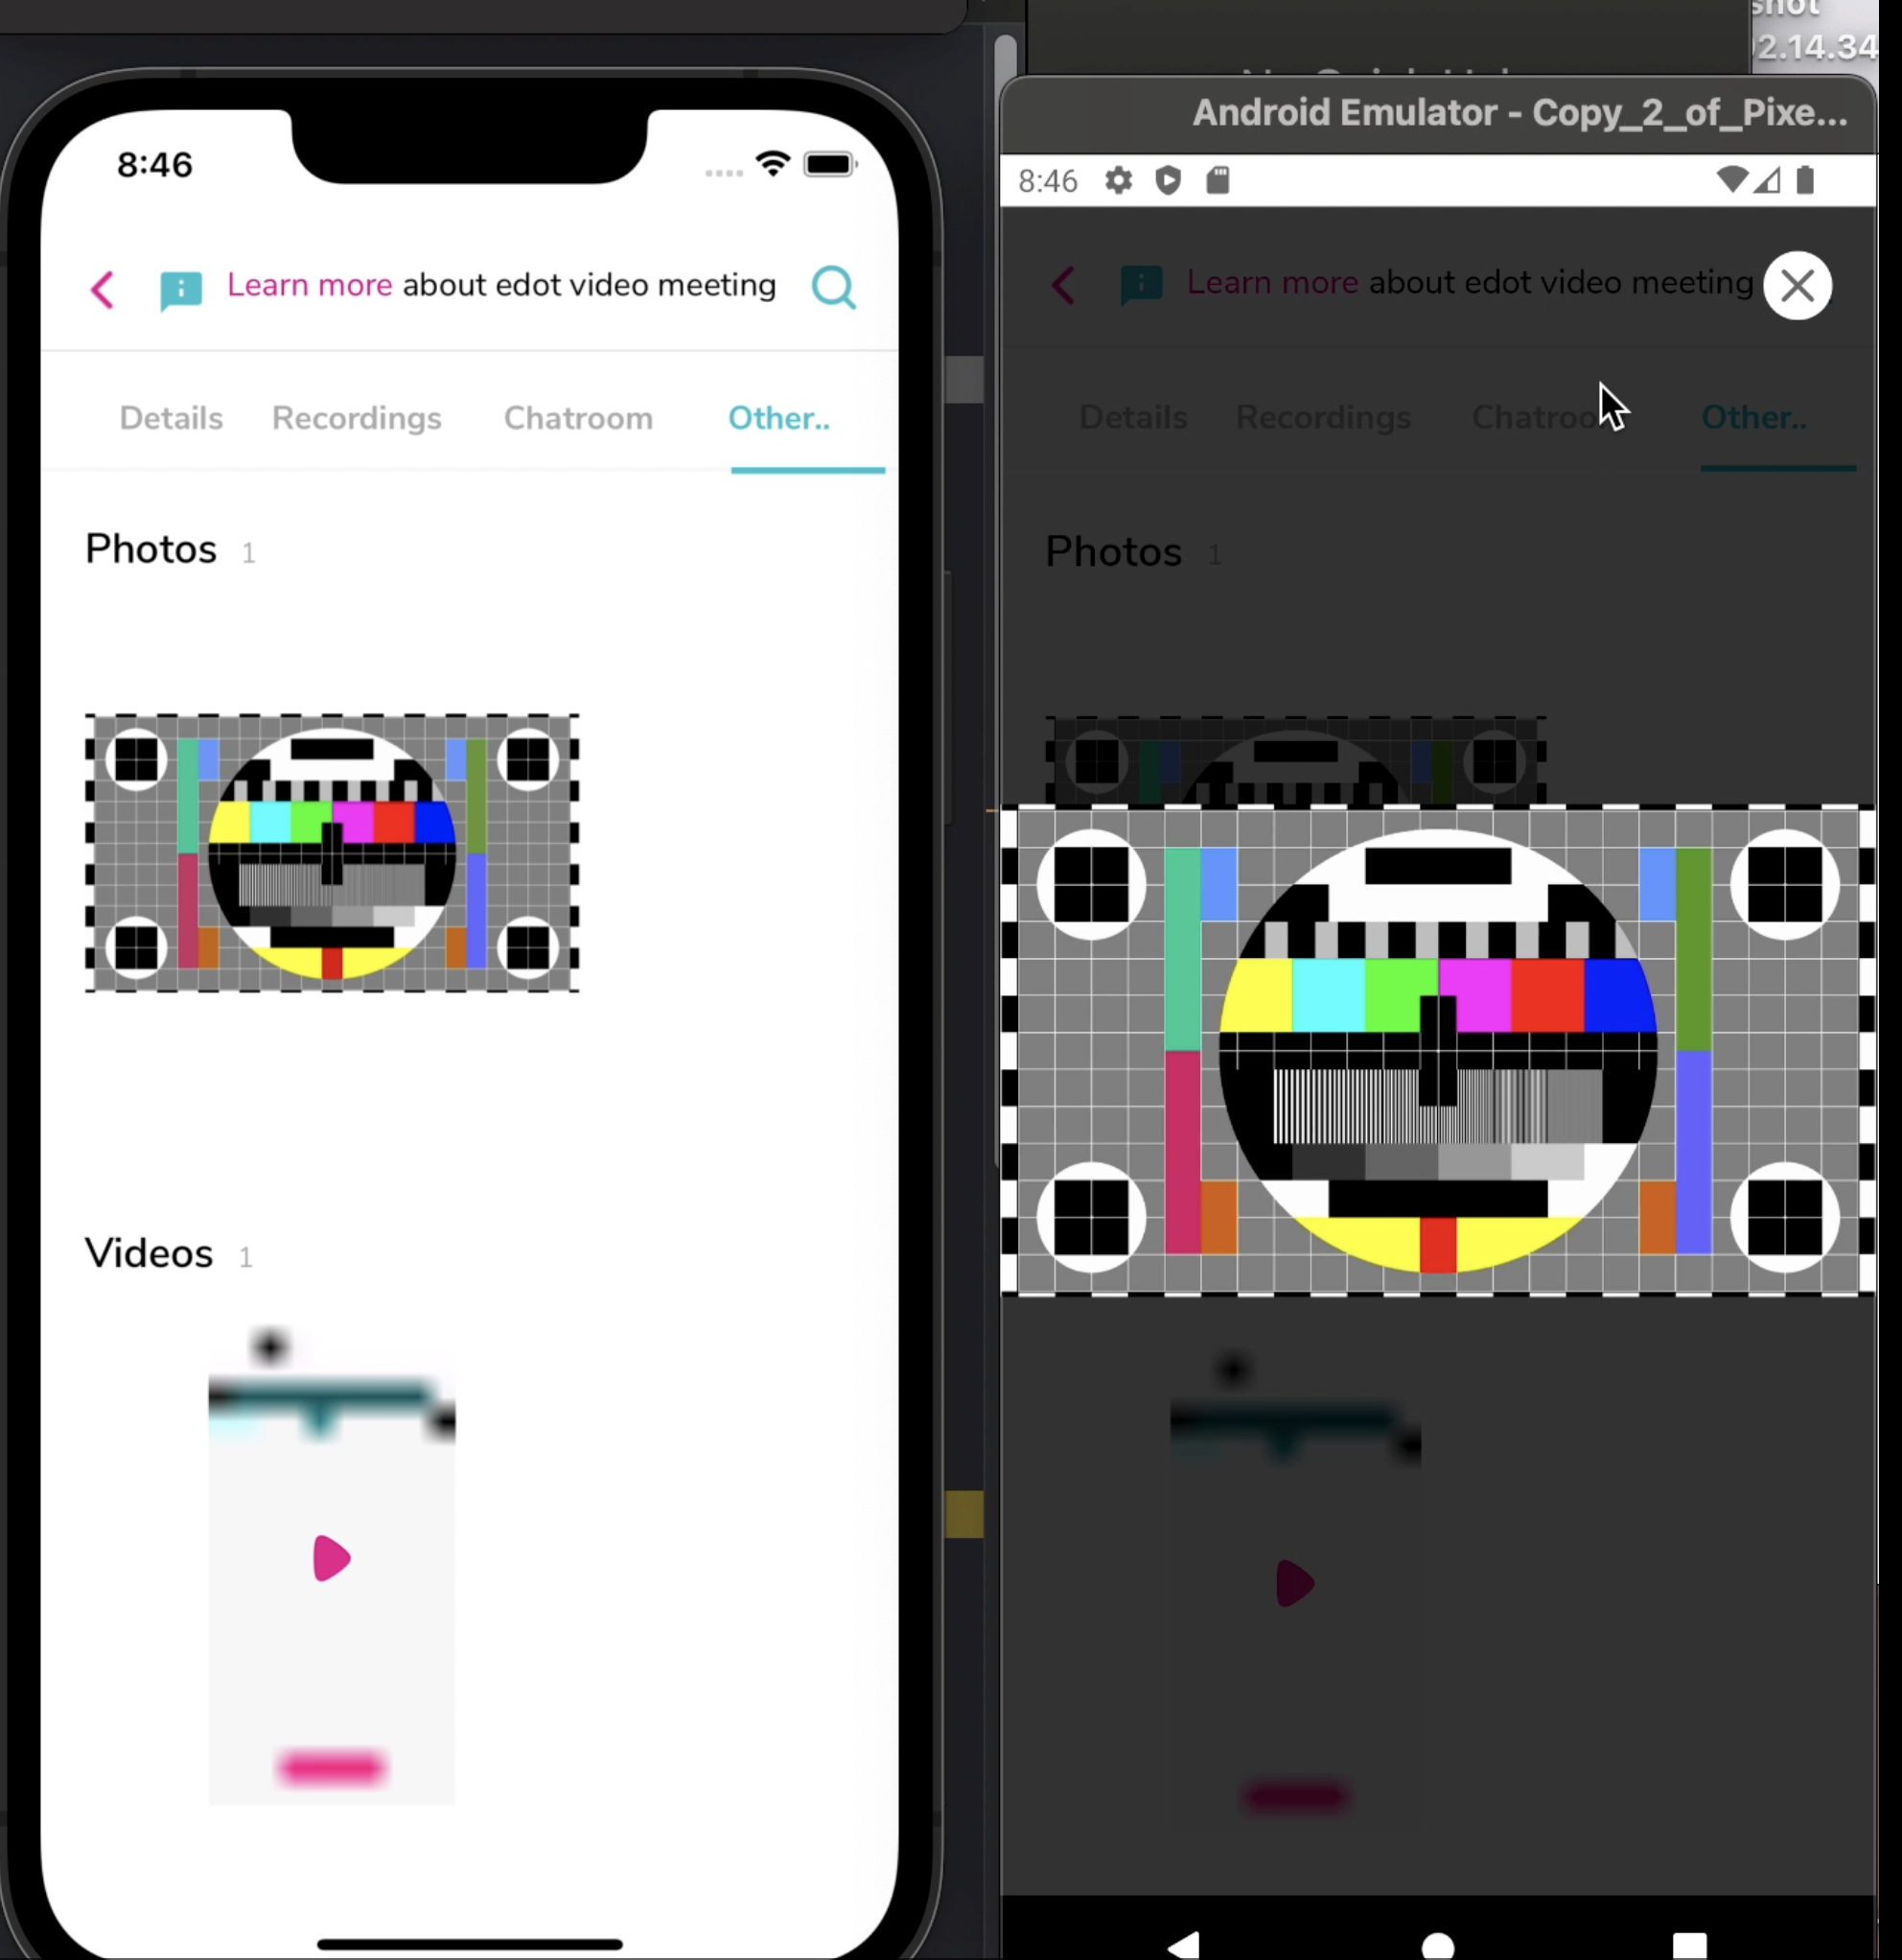 8:46
Learn more about edot video meeting
Details Recordings Chatroom Other..
Photos 1
Videos 1
shot
2.14.34
Android Emulator - Copy_2_of_Pixe...
8:46
Learn more about edot video meeting
Details Recordings Chatroo Other..
Photos 1